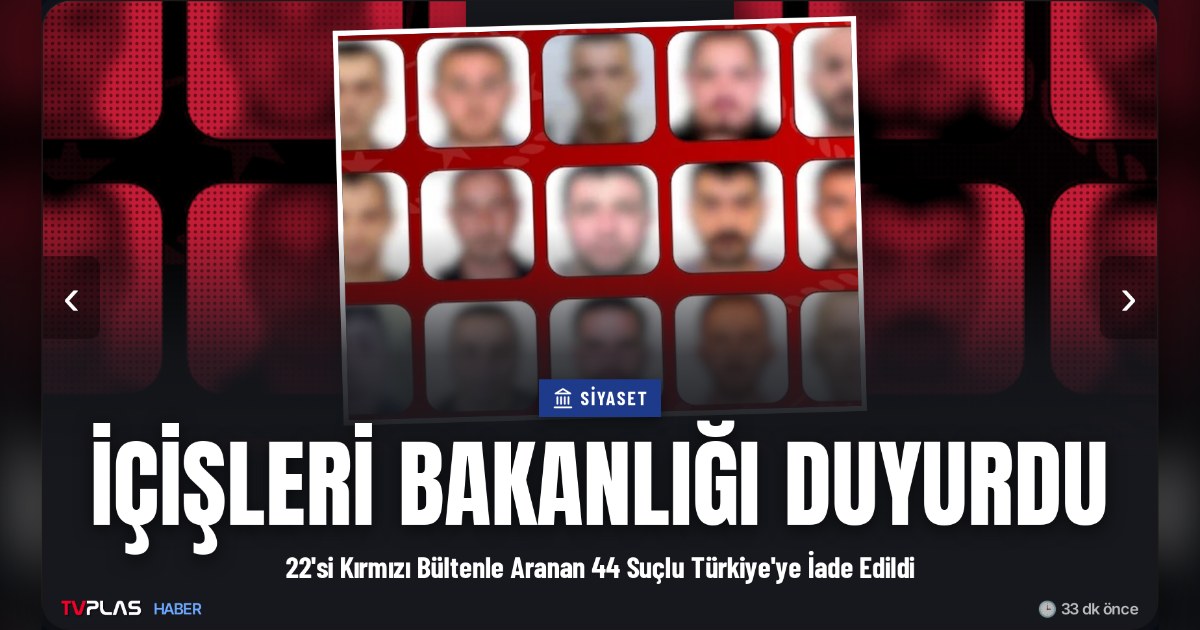 SİYASET
İÇİŞLERİ BAKANLIĞI DUYURDU
22'si Kırmızı Bültenle Aranan 44 Suçlu Türkiye'ye İade Edildi
TVPLAS HABER
33 dk önce